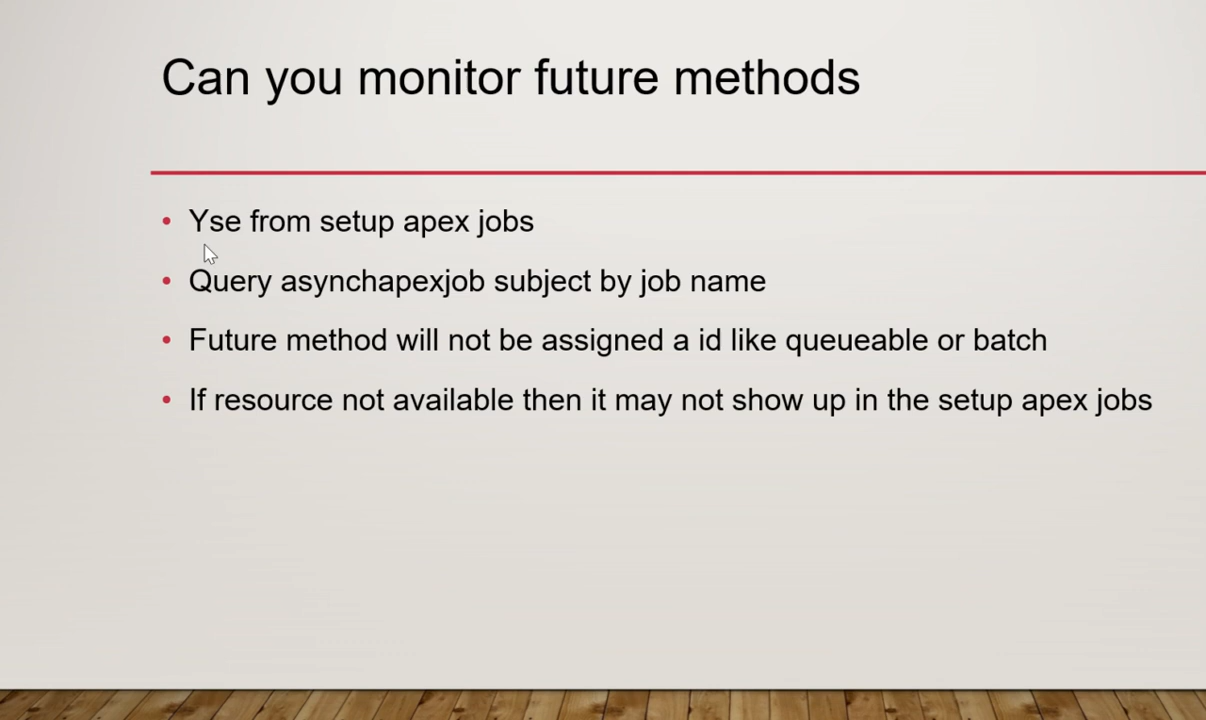 Can you monitor future methods
• Yse from setup apex jobs
• Query asynchapexjob subject by job name
• Future method will not be assigned a id like queueable or batch
• If resource not available then it may not show up in the setup apex jobs